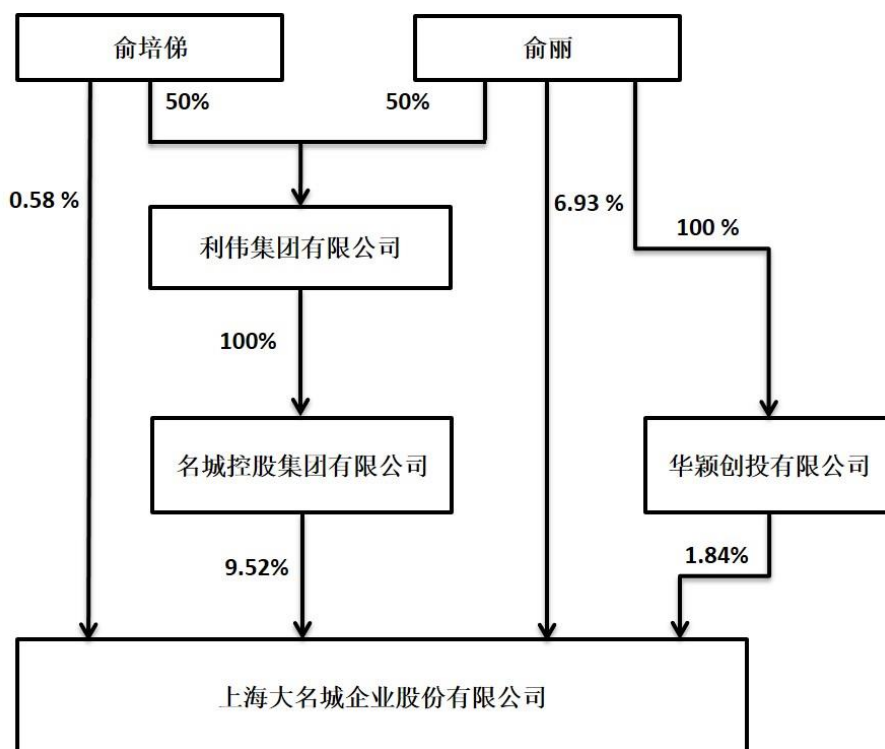 俞培俤
俞丽
50%
50%
0.58 %
6.93 %
100 %
利伟集团有限公司
100%
名城控股集团有限公司
华颖创投有限公司
9.52%
1.84%
上海大名城企业股份有限公司